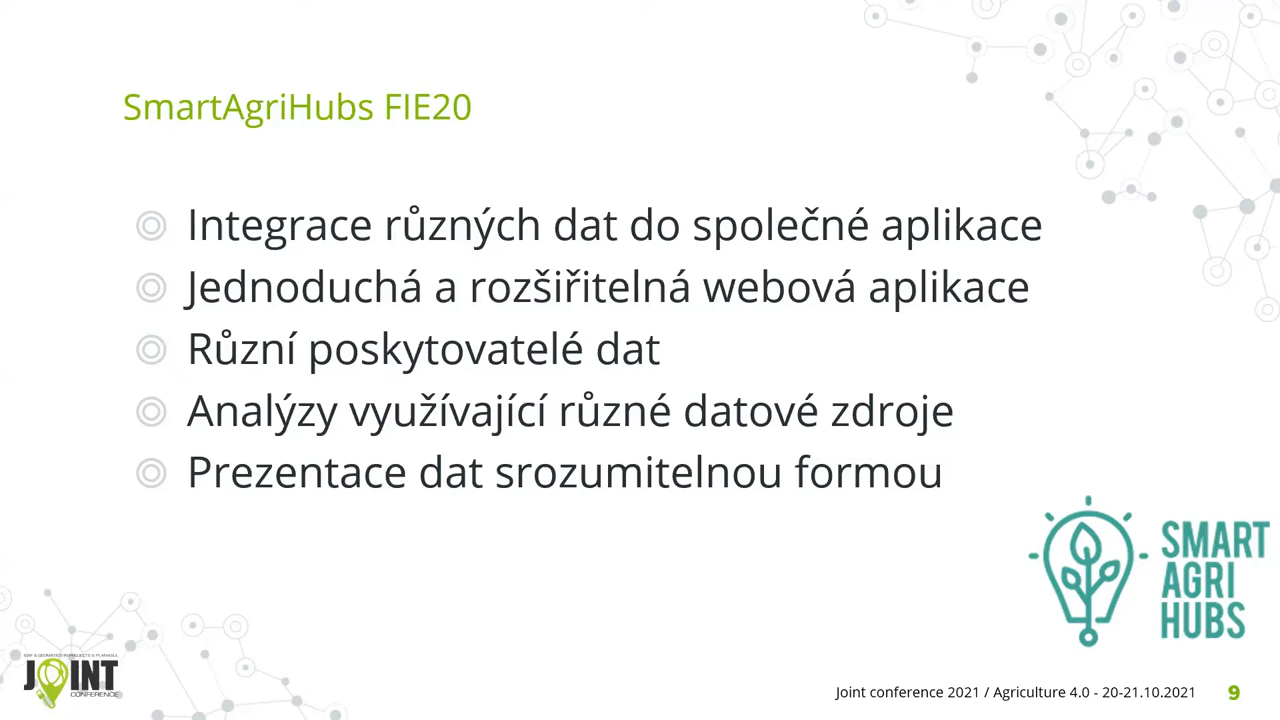 SmartAgriHubs FIE20
Integrace různých dat do společné aplikace
Jednoduchá a rozšiřitelná webová aplikace
Různí poskytovatelé dat
Analýzy využívající různé datové zdroje
Prezentace dat srozumitelnou formou
SMART
AGRI
HUBS
JOINT
CONFERENCE
Joint conference 2021 / Agriculture 4.0 - 20-21.10.2021
9